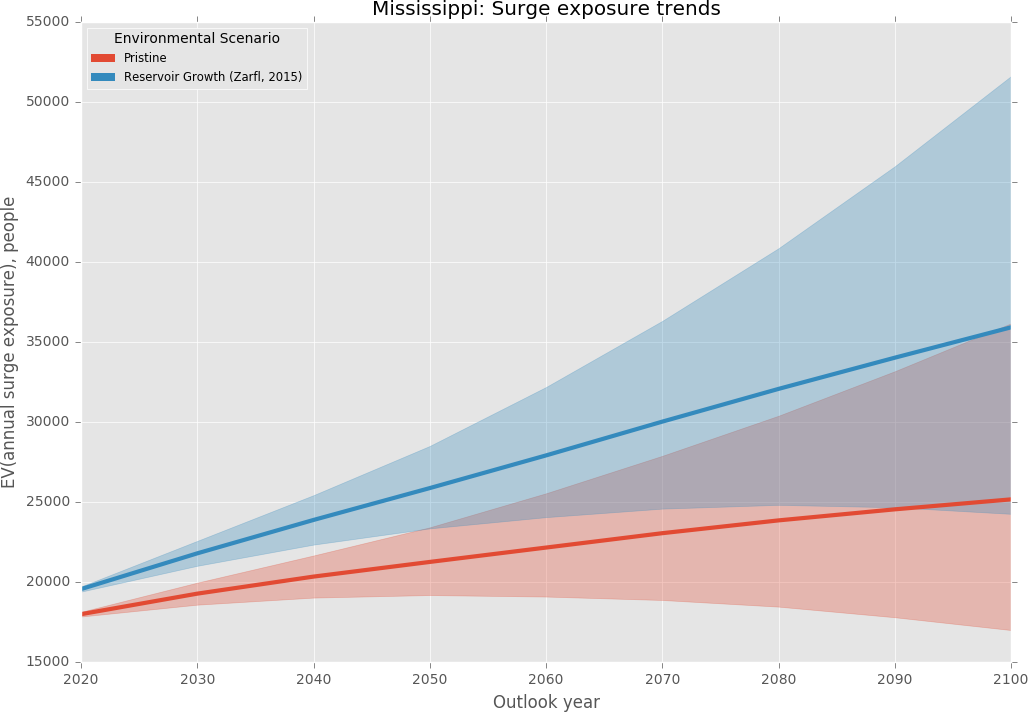 Mississippi: Surge exposure trends
55000
50000
45000
40000
35000
30000
25000
20000
15000
EV(annual surge exposure), people
Environmental Scenario
Pristine
Reservoir Growth (Zarfl, 2015)
2020 2030 2040 2050 2060 2070 2080 2090 2100
Outlook year